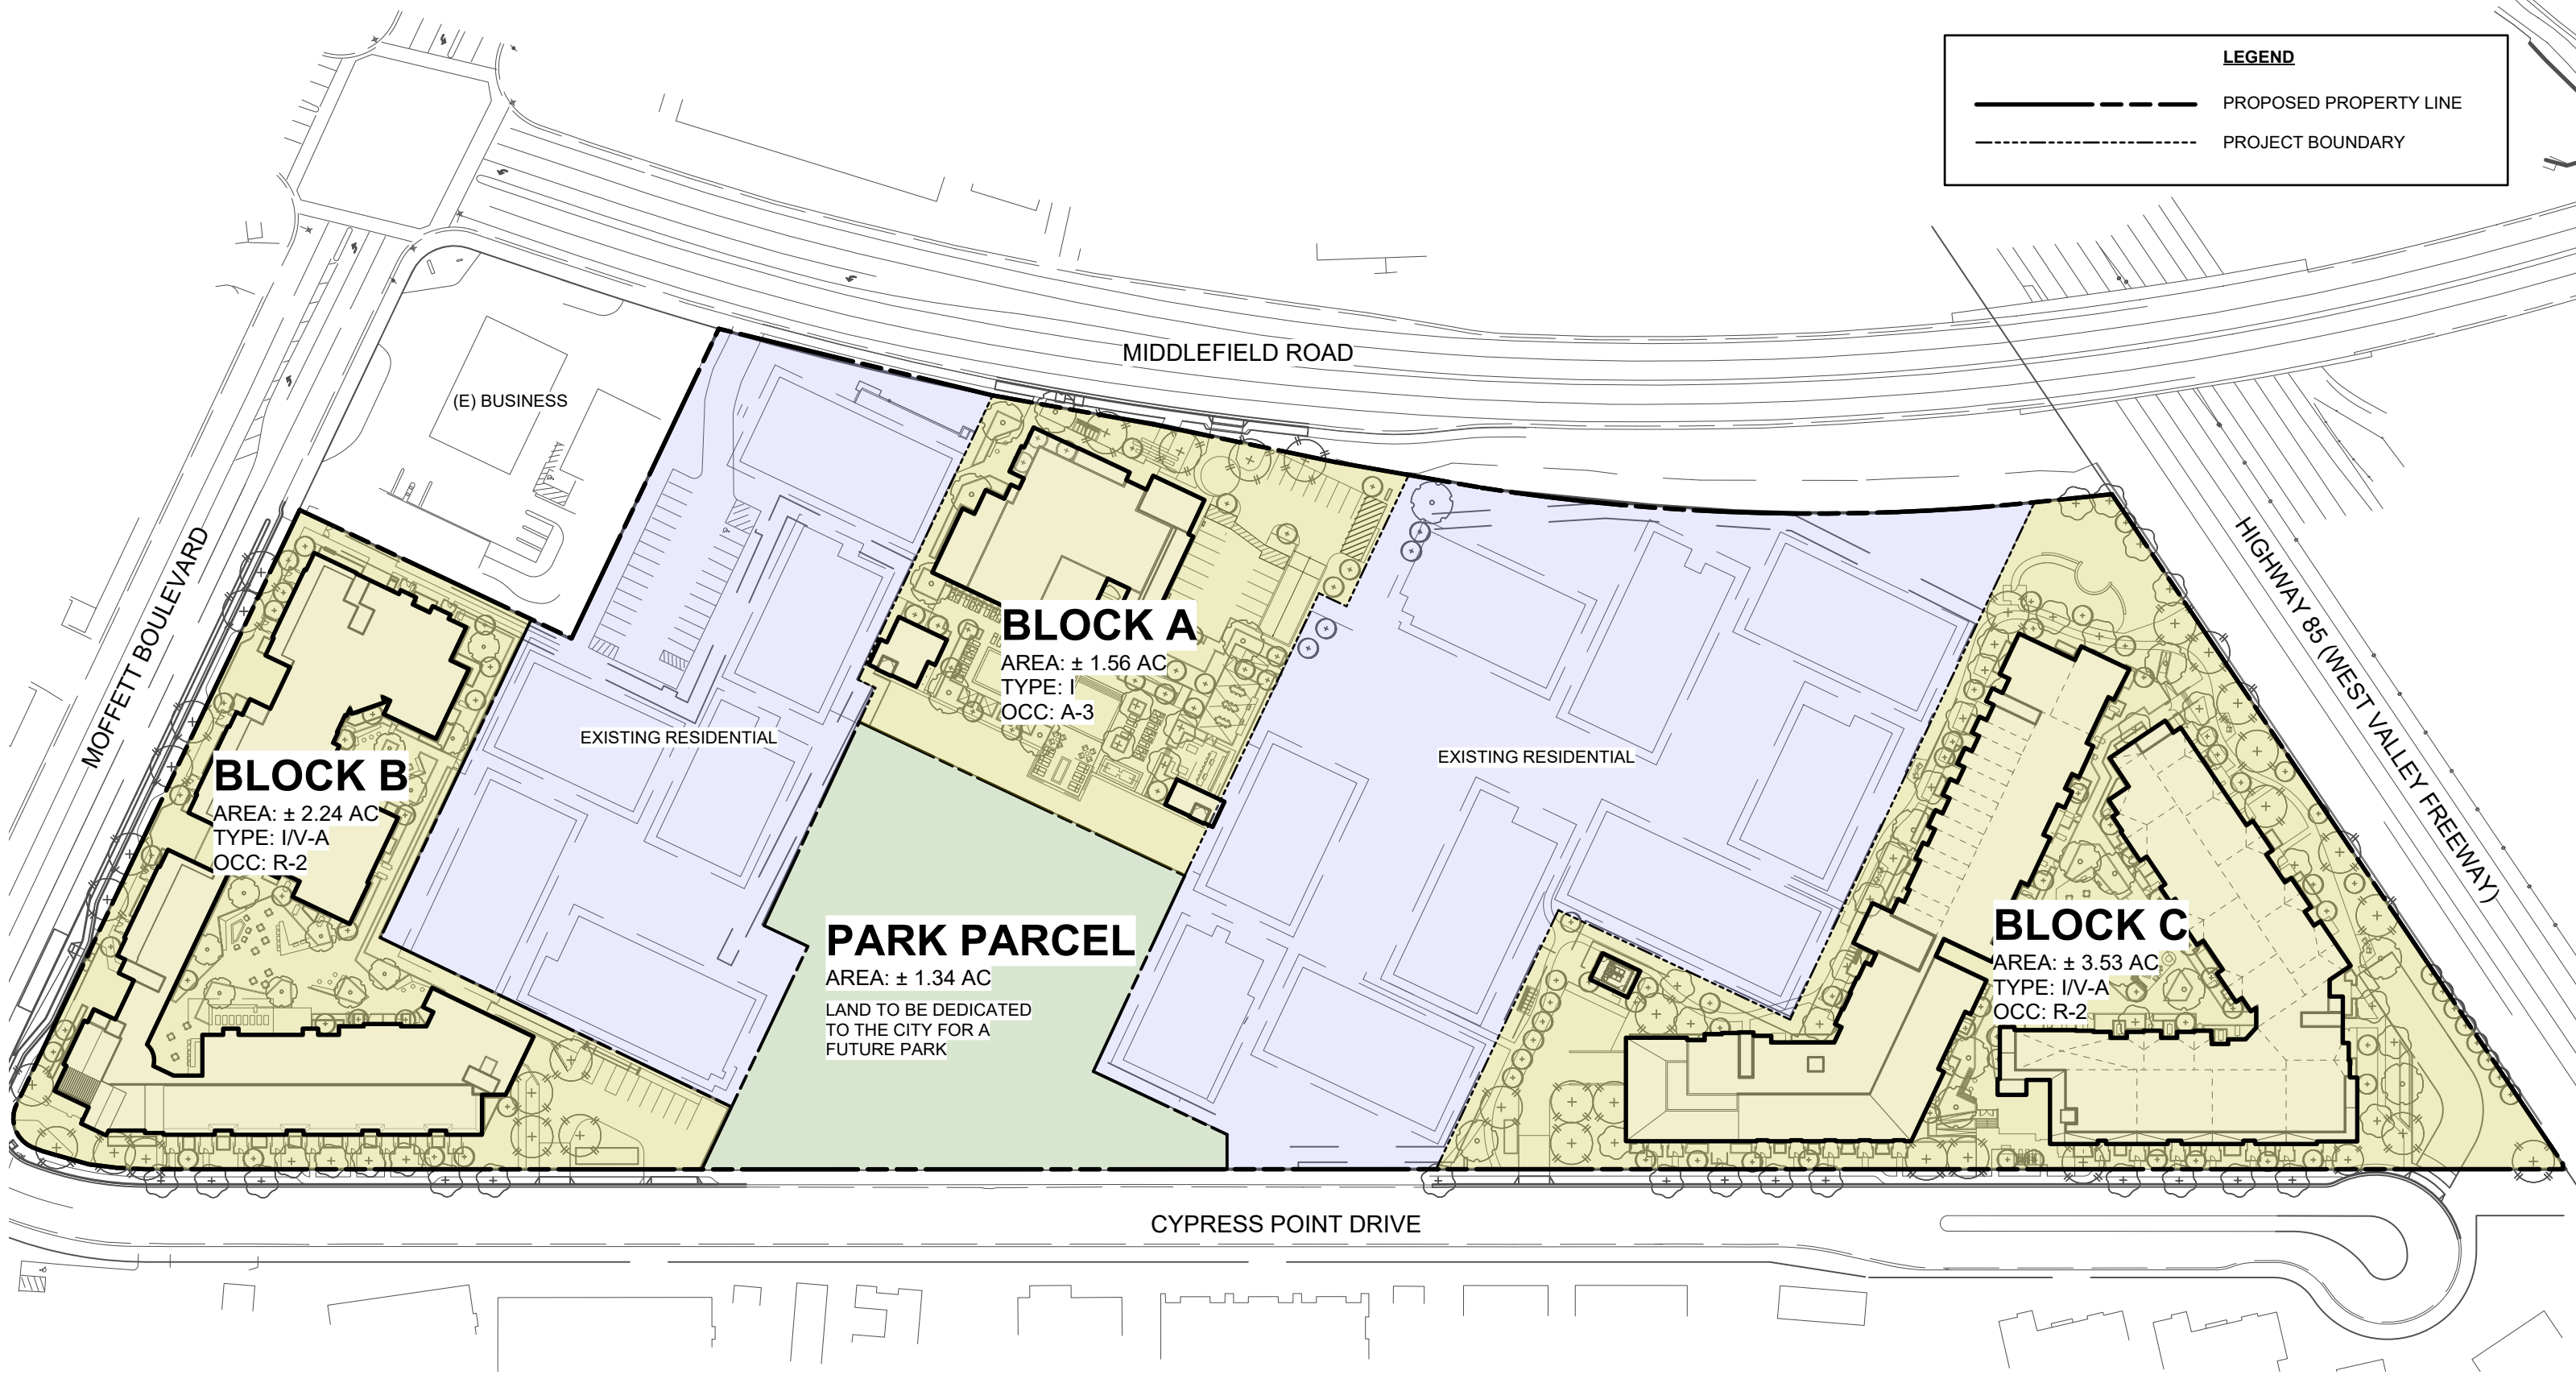 LEGEND
PROPOSED PROPERTY LINE
PROJECT BOUNDARY
MIDDLEFIELD ROAD
(E) BUSINESS
MOFFETT BOULEVARD
HIGHWAY 85 (WEST VALLEY FREEWAY)
BLOCK A
AREA: ± 1.56 AC
TYPE: I
OCC: A-3
EXISTING RESIDENTIAL
EXISTING RESIDENTIAL
BLOCK B
AREA: ± 2.24 AC
TYPE: I/V-A
OCC: R-2
PARK PARCEL
AREA: ± 1.34 AC
LAND TO BE DEDICATED
TO THE CITY FOR A
FUTURE PARK
BLOCK C
AREA: ± 3.53 AC
TYPE: I/V-A
OCC: R-2
CYPRESS POINT DRIVE